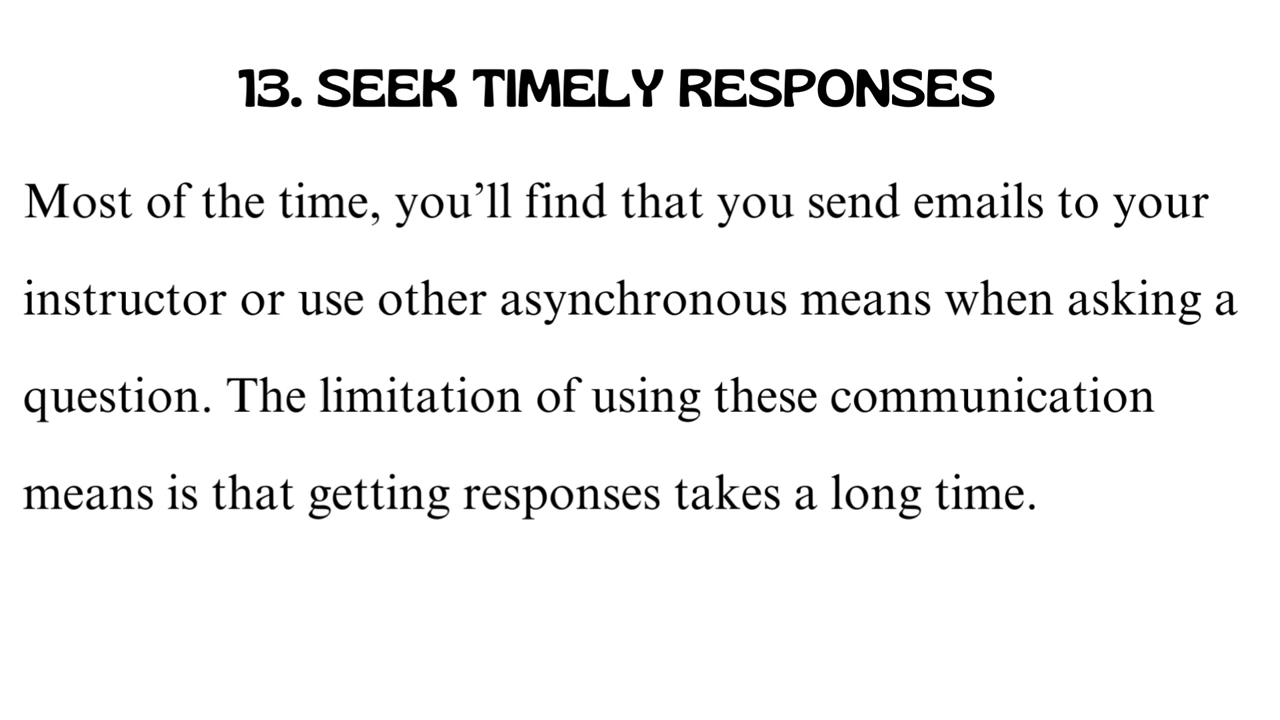 13. SEEK TIMELY RESPONSES
Most of the time, you’ll find that you send emails to your
instructor or use other asynchronous means when asking a
question. The limitation of using these communication
means is that getting responses takes a long time.